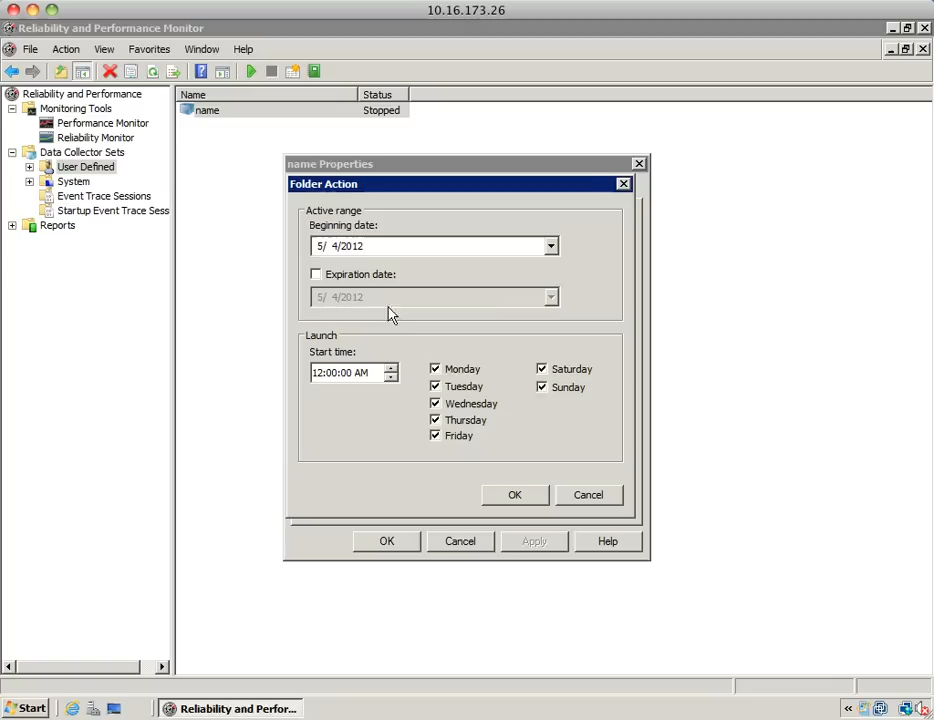 10.16.173.26
Reliability and Performance Monitor
File Action View Favorites Window Help
Reliability and Performance
Monitoring Tools
Performance Monitor
Reliability Monitor
Data Collector Sets
User Defined
System
Event Trace Sessions
Startup Event Trace Sess
Reports
Name Status
name Stopped
name Properties
Folder Action
Active range
Beginning date:
5/ 4/2012
Expiration date:
5/ 4/2012
Launch
Start time:
12:00:00 AM
Monday
Tuesday
Wednesday
Thursday
Friday
Saturday
Sunday
OK Cancel
OK Cancel Apply Help
Start Reliability and Perfor... «